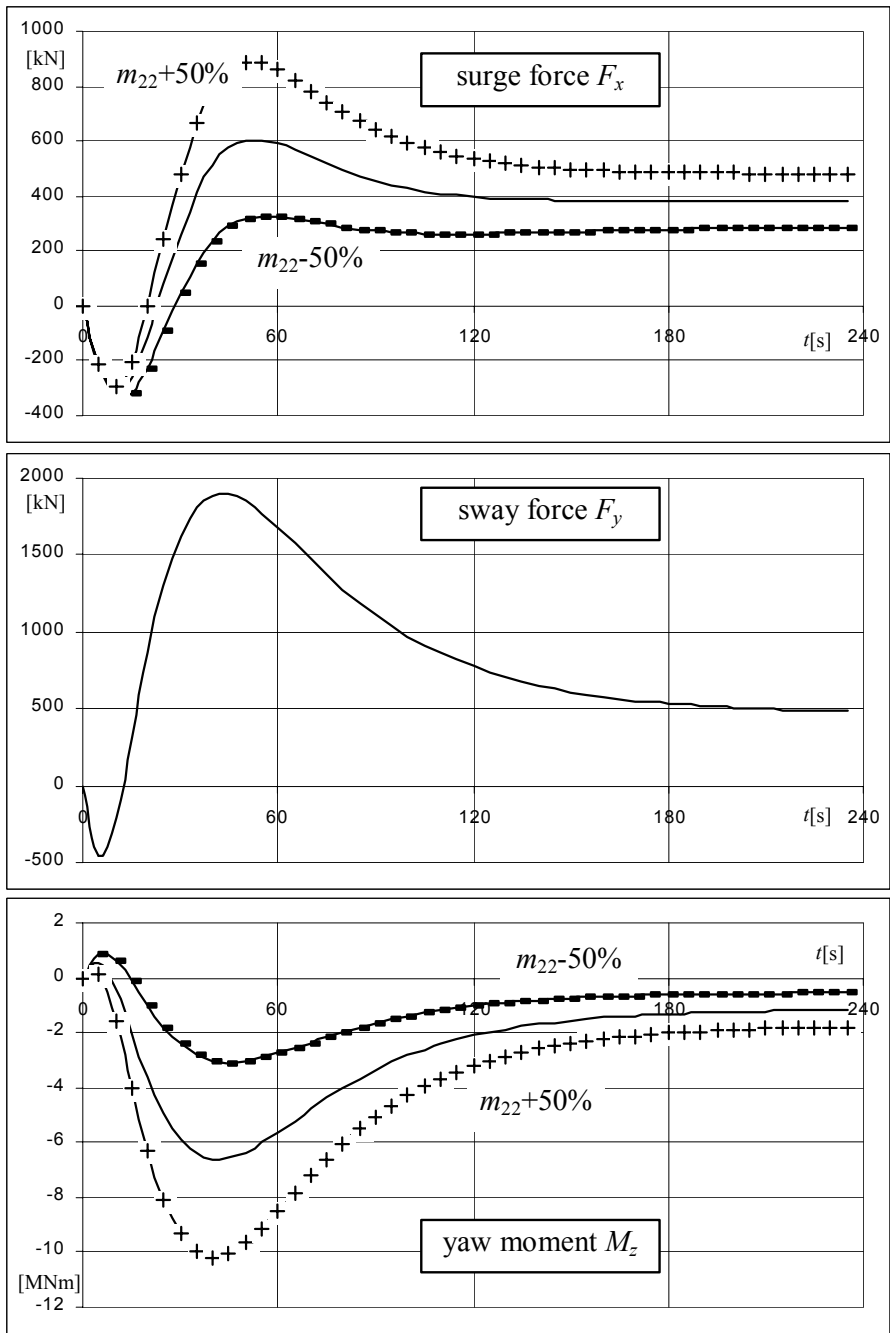 1000
[kN]
800
600
400
200
0
-200
-400
m22+50%
surge force Fx
m22-50%
0
60
120
180
240
t[s]
2000
[kN]
1500
1000
500
0
-500
sway force Fy
0
60
120
180
240
t[s]
2
0
-2
-4
-6
-8
-10
[MNm]
-12
t[s]
m22-50%
0
60
120
180
240
m22+50%
yaw moment Mz